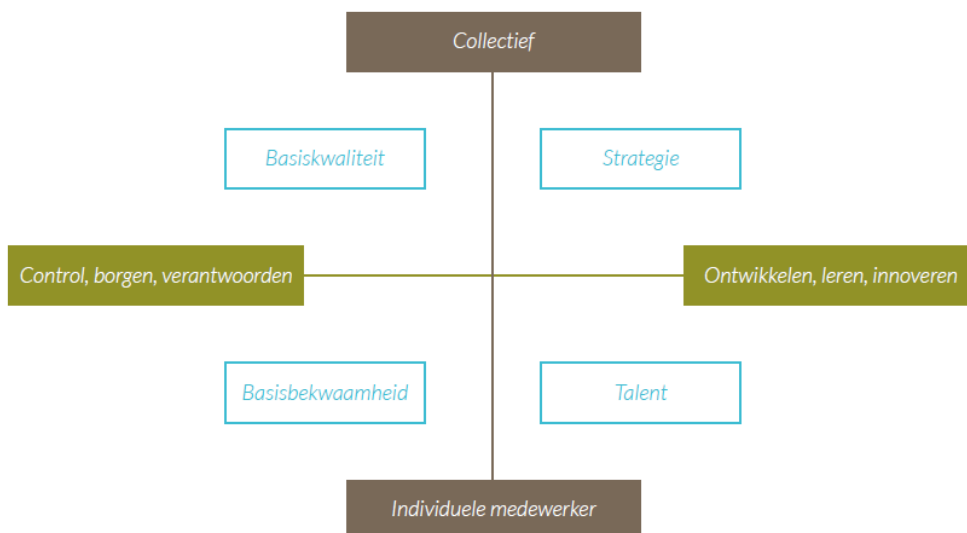 Collectief
Basiskwaliteit
Strategie
Control, borgen, verantwoorden
Ontwikkelen, leren, innoveren
Basisbekwaamheid
Talent
Individuele medewerker